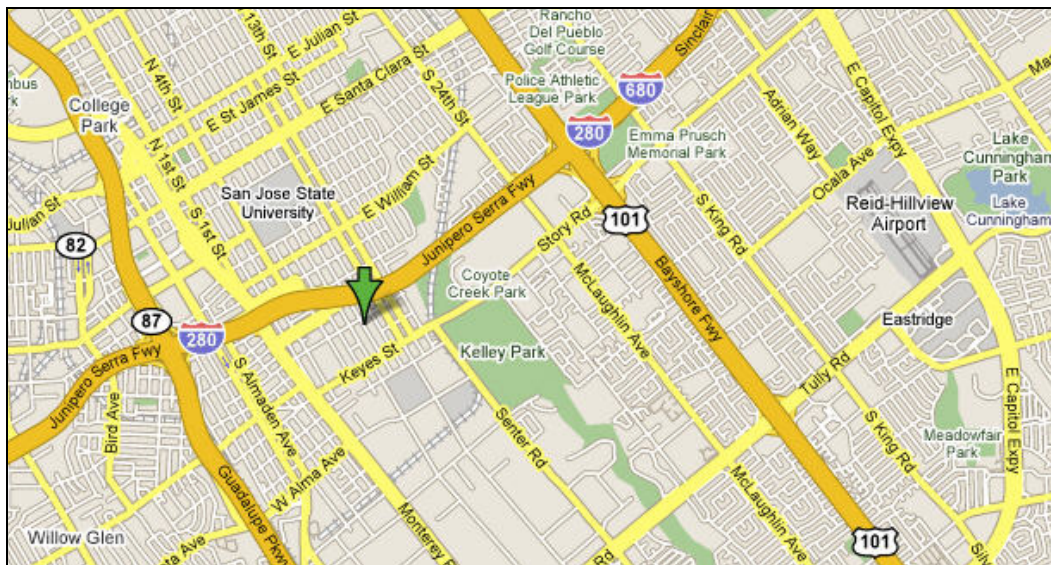 13th St
E Julian St
Rancho
Del Pueblo
Golf Course
Sinclair
N 4th St
E St James St
E Santa Clara St
S 24th St
Police Athletic
League Park
680
280
E Capitol Expy
College
Park
Adrian Way
Emma Prusch
Memorial Park
Ocala Ave
Lake
Cunningham
Park
Lake
Cunningham
N 1st St
San Jose State
University
E William St
Junipero Serra Fwy
Story Rd
101
S King Rd
Reid-Hillview
Airport
Julian St
82
S 1st St
Coyote
Creek Park
McLaughlin Ave
Bayshore Fwy
87
280
Junipero Serra Fwy
Keyes St
Kelley Park
Eastridge
Tully Rd
Bird Ave
S Almaden Ave
Senter Rd
S King Rd
E Capitol Expy
Meadowfair
Park
W Alma Ave
Guadalupe Pkwy
Monterey
McLaughlin Ave
Willow Glen
Rd
101